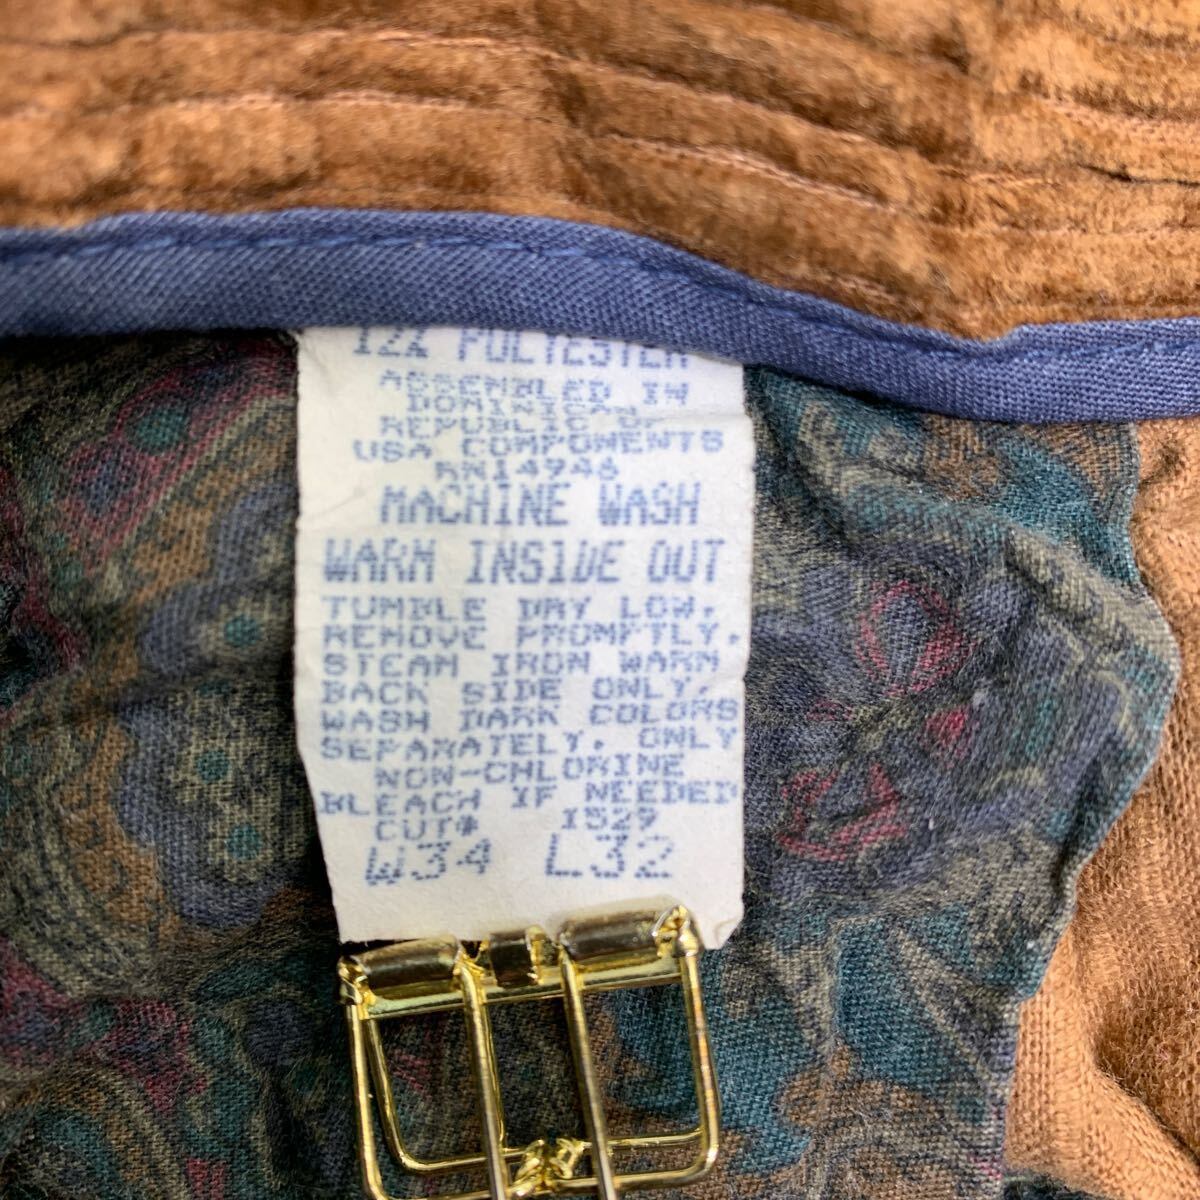 12% POLYESTER
ASSEMBLED IN
DOMINICAN
REPUBLIC OF
USA COMPONENTS
RN14946
MACHINE WASH
WARM INSIDE OUT
TUMBLE DRY LOW.
REMOVE PROMPTLY.
STEAM IRON WARM
BACK SIDE ONLY.
WASH DARK COLORS
SEPARATELY. ONLY
NON-CHLORINE
BLEACH IF NEEDED
CUT# 1529
W34 L32